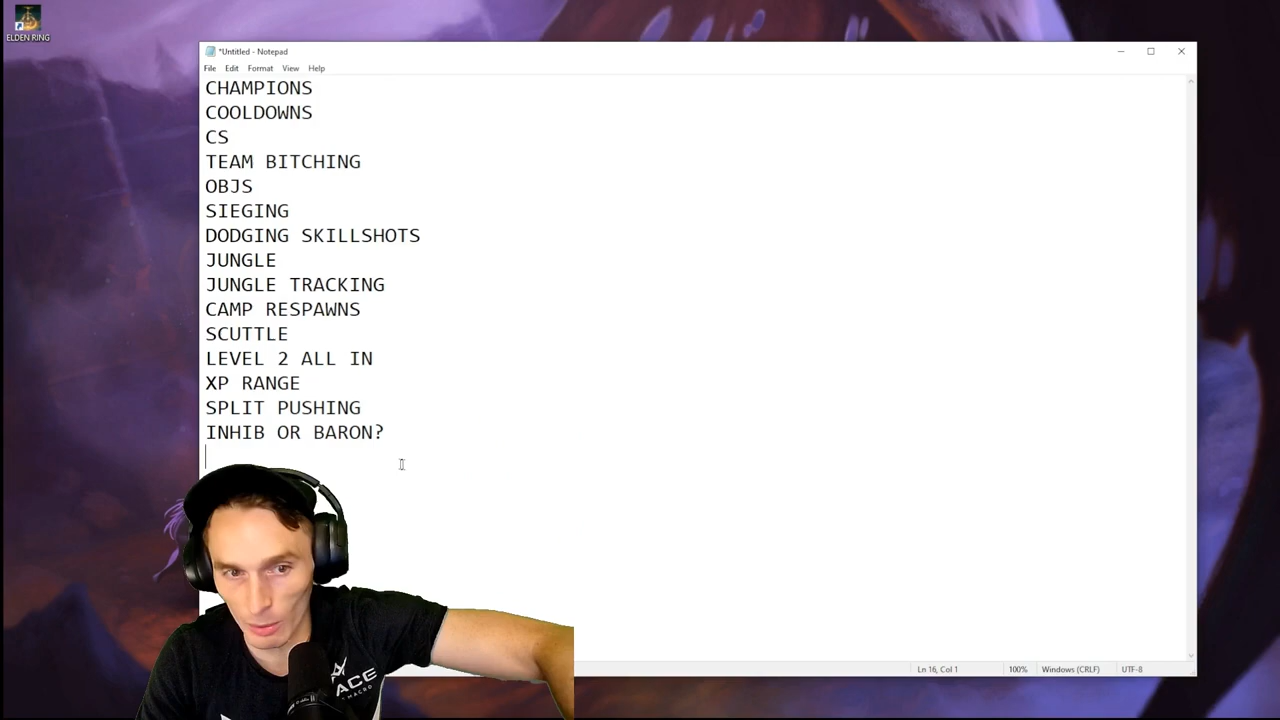 ELDEN RING
*Untitled - Notepad
File Edit Format View Help
CHAMPIONS
COOLDOWNS
CS
TEAM BITCHING
OBJS
SIEGING
DODGING SKILLSHOTS
JUNGLE
JUNGLE TRACKING
CAMP RESPAWNS
SCUTTLE
LEVEL 2 ALL IN
XP RANGE
SPLIT PUSHING
INHIB OR BARON?
ACE
MACRO
Ln 16, Col 1 100% Windows (CRLF) UTF-8